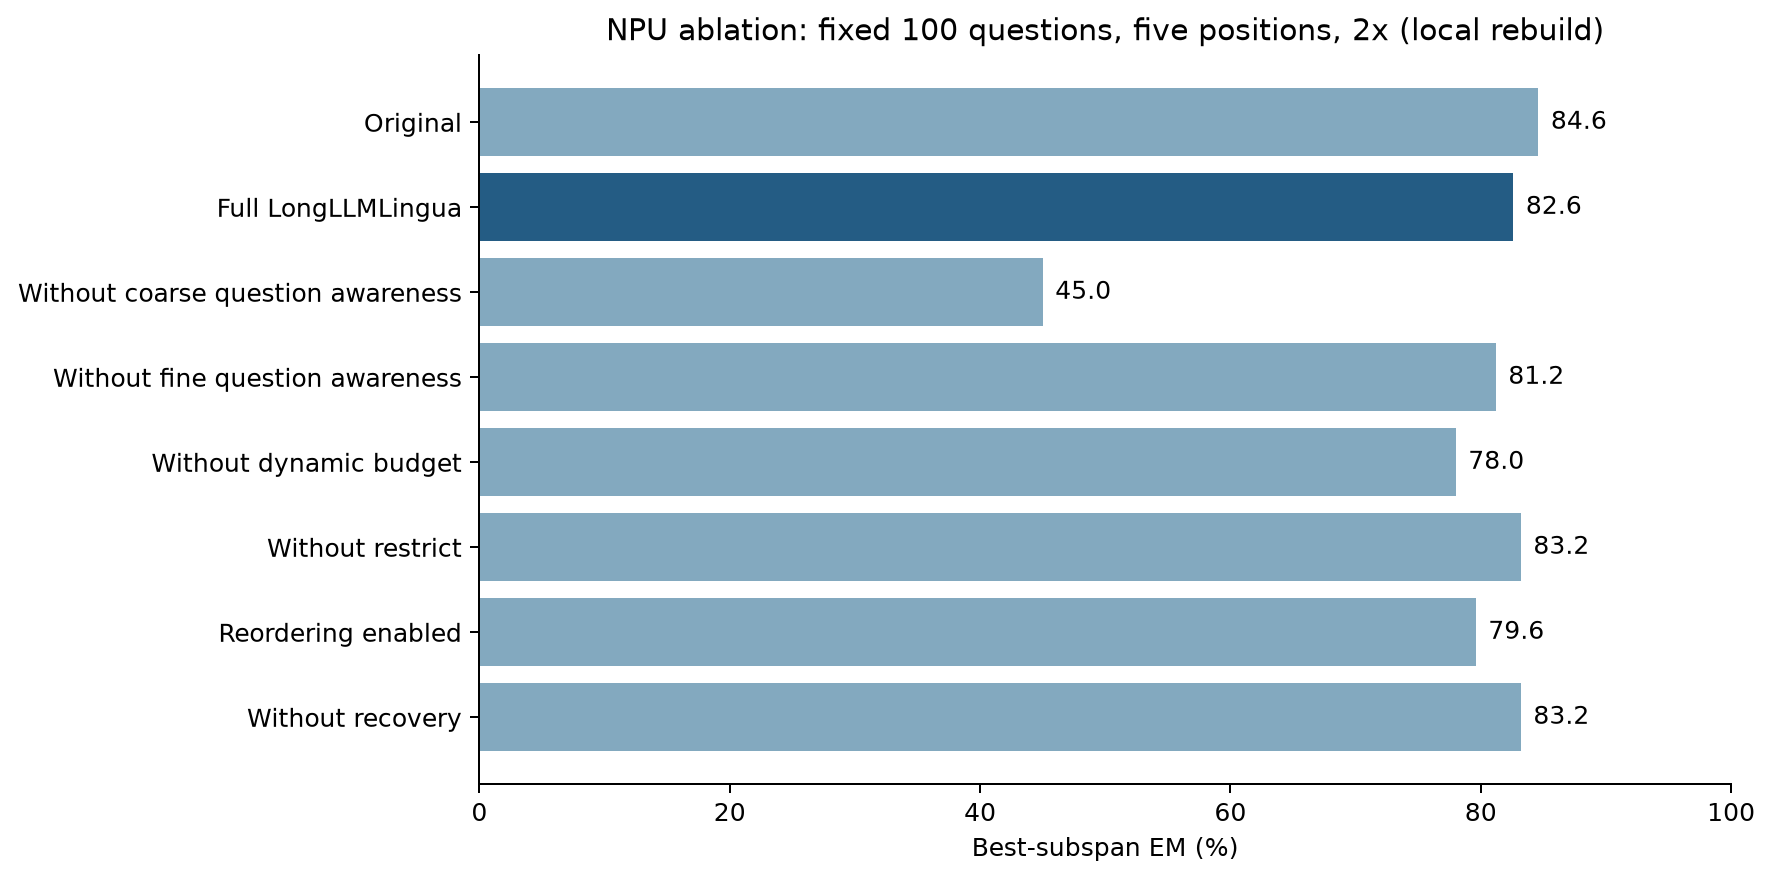 NPU ablation: fixed 100 questions, five positions, 2x (local rebuild)
Original 84.6
Full LongLLMLingua 82.6
Without coarse question awareness 45.0
Without fine question awareness 81.2
Without dynamic budget 78.0
Without restrict 83.2
Reordering enabled 79.6
Without recovery 83.2
0 20 40 60 80 100
Best-subspan EM (%)